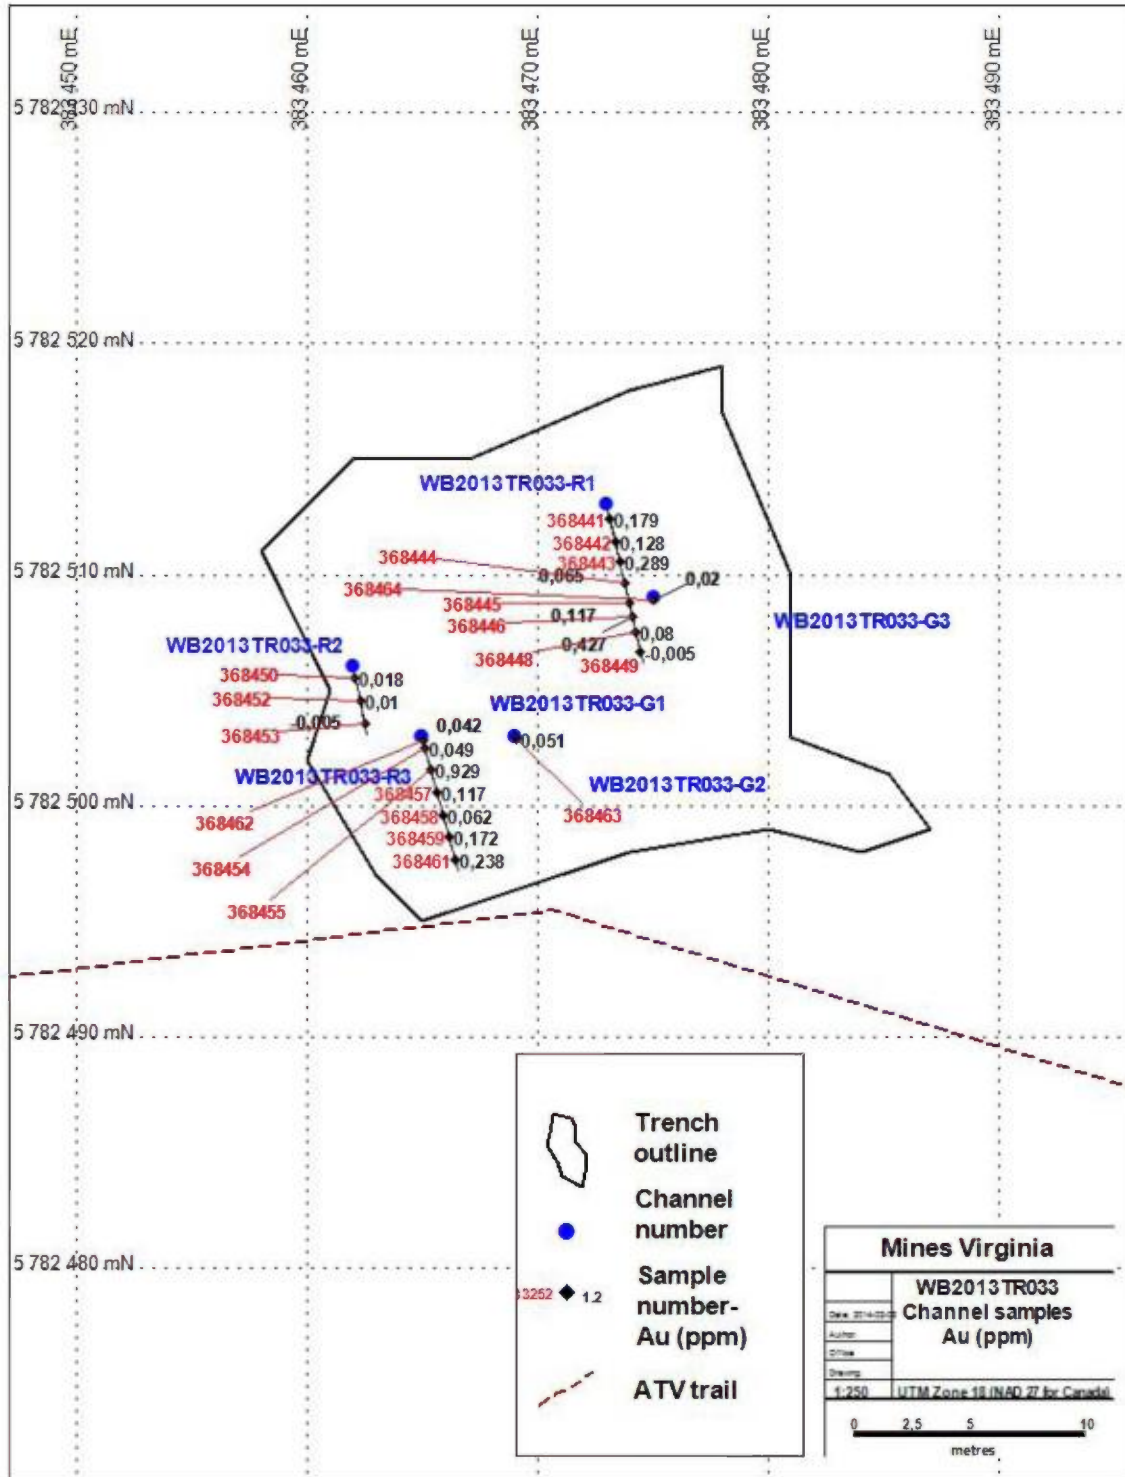 383 450 mE
383 460 mE
383 470 mE
383 480 mE
383 490 mE
5 782 530 mN
5 782 520 mN
WB2013TR033-R1
368441 0,179
368442 0,128
368443 0,289
368444
5 782 510 mN
0,065
0,02
368464
368445
0,117
368446
WB2013TR033-G3
0,08
0,427
WB2013TR033-R2
368448
368449 -0,005
368450 0,018
368452 0,01
WB2013TR033-G1
-0,005
368453
0,042
0,051
0,049
WB2013TR033-R3
0,929
WB2013TR033-G2
368457 0,117
5 782 500 mN
368458 0,062
368463
368462
368459 0,172
368461 0,238
368454
368455
5 782 490 mN
Trench
outline
Channel
number
5 782 480 mN
Sample
number-
Au (ppm)
13252 1.2
ATV trail
Mines Virginia
WB2013TR033
Channel samples
Au (ppm)
Date:
Author:
Office:
Drawing:
1:250 UTM Zone 18 (NAD 27 for Canada)
0 2,5 5 10
metres